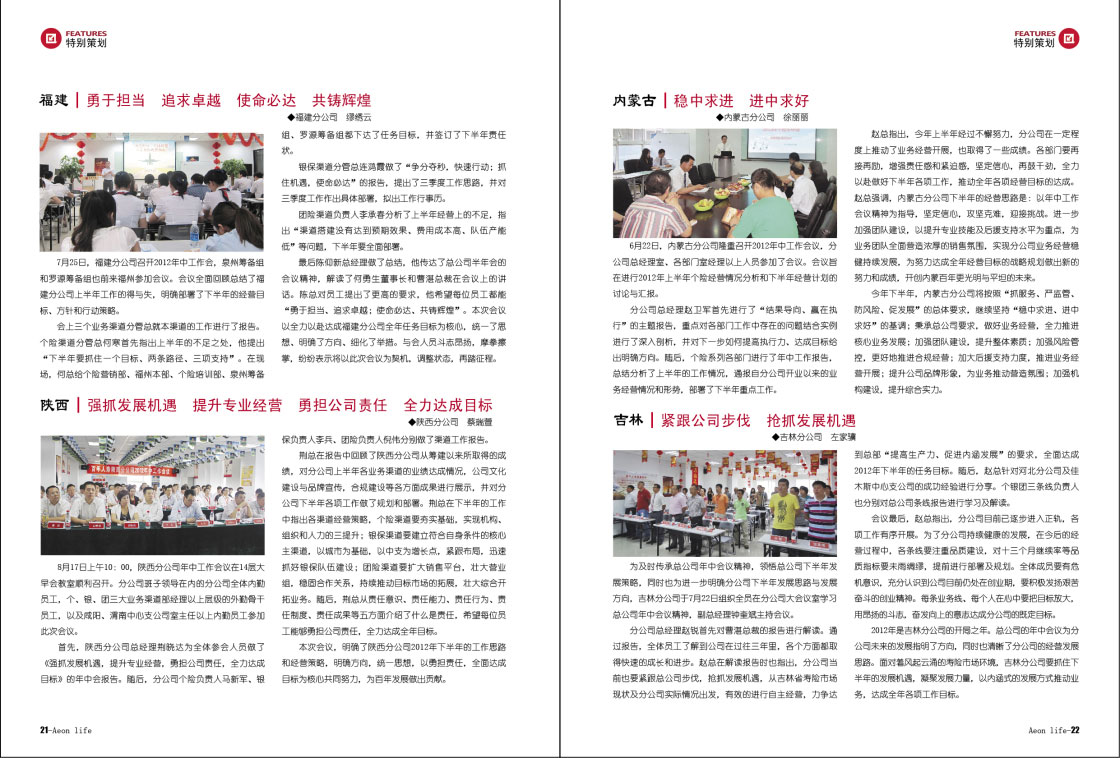 FEATURES
特别策划
福建 勇于担当 追求卓越 使命必达 共铸辉煌
◆福建分公司 缪绣云
7月25日，福建分公司召开2012年中工作会，泉州筹备组
和罗源筹备组也前来福州参加会议。会议全面回顾总结了福
建分公司上半年工作的得与失，明确部署了下半年的经营目
标、方针和行动策略。
会上三个业务渠道分管总就本渠道的工作进行了报告。
个险渠道分管总何寒首先指出上半年的不足之处，他提出
“下半年要抓住一个目标、两条路径、三项支持”。在现
场，何总给个险营销部、福州本部、个险培训部、泉州筹备
组、罗源筹备组都下达了任务目标，并签订了下半年责任
状。
银保渠道分管总连鸿霞做了“争分夺秒，快速行动；抓
住机遇，使命必达”的报告，提出了三季度工作思路，并对
三季度工作作出具体部署，拟出工作行事历。
团险渠道负责人李承春分析了上半年经营上的不足，指
出“渠道搭建没有达到预期效果、费用成本高、队伍产能
低”等问题，下半年要全面部署。
最后陈仰新总经理做了总结，他传达了总公司半年会的
会议精神，解读了何勇生董事长和曹湛总裁在会议上的讲
话。陈总对员工提出了更高的要求，他希望每位员工都能
“勇于担当、追求卓越；使命必达、共铸辉煌”。本次会议
以全力以赴达成福建分公司全年任务目标为核心，统一了思
想、明确了方向、细化了举措。与会人员斗志昂扬，摩拳擦
掌，纷纷表示将以此次会议为契机，调整状态，再踏征程。
陕西 强抓发展机遇 提升专业经营 勇担公司责任 全力达成目标
◆陕西分公司 蔡瑞萱
8月17日上午10：00，陕西分公司年中工作会议在14层大
早会教室顺利召开。分公司班子领导在内的分公司全体内勤
员工，个、银、团三大业务渠道部经理以上层级的外勤骨干
员工，以及咸阳、渭南中心支公司室主任以上内勤员工参加
此次会议。
首先，陕西分公司总经理荆晓达为全体参会人员做了
《强抓发展机遇，提升专业经营，勇担公司责任，全力达成
目标》的年中会报告。随后，分公司个险负责人马新军、银
保负责人李兵、团险负责人倪伟分别做了渠道工作报告。
荆总在报告中回顾了陕西分公司从筹建以来所取得的成
绩，对分公司上半年各业务渠道的业绩达成情况，公司文化
建设与品牌宣传，合规建设等各方面成果进行展示，并对分
公司下半年各项工作做了规划和部署。荆总在下半年的工作
中指出各渠道经营策略，个险渠道要夯实基础，实现机构、
组织和人力的三提升；银保渠道要建立符合自身条件的核心
主渠道，以城市为基础，以中支为增长点，紧跟布局，迅速
抓好银保队伍建设；团险渠道要扩大销售平台，壮大营业
组，稳固合作关系，持续推动目标市场的拓展，壮大综合开
拓业务。随后，荆总从责任意识、责任能力、责任行为、责
任制度、责任成果等五方面介绍了什么是责任，希望每位员
工能够勇担公司责任，全力达成全年目标。
本次会议，明确了陕西分公司2012年下半年的工作思路
和经营策略，明确方向，统一思想，以勇担责任，全面达成
目标为核心共同努力，为百年发展做出贡献。
21-Aeon life
FEATURES
特别策划
内蒙古 稳中求进 进中求好
◆内蒙古分公司 徐丽丽
6月22日，内蒙古分公司隆重召开2012年中工作会议，分
公司总经理室、各部门室经理以上人员参加了会议。会议旨
在进行2012年上半年个险经营情况分析和下半年经营计划的
讨论与汇报。
分公司总经理赵卫军首先进行了“结果导向、赢在执
行”的主题报告，重点对各部门工作中存在的问题结合实例
进行了深入剖析，并对下一步如何提高执行力、达成目标给
出明确方向。随后，个险系列各部门进行了年中工作报告，
总结分析了上半年的工作情况，通报自分公司开业以来的业
务经营情况和形势，部署了下半年重点工作。
赵总指出，今年上半年经过不懈努力，分公司在一定程
度上推动了业务经营开展，也取得了一些成绩。各部门要再
接再励，增强责任感和紧迫感，坚定信心，再鼓干劲，全力
以赴做好下半年各项工作，推动全年各项经营目标的达成。
赵总强调，内蒙古分公司下半年的经营思路是：以年中工作
会议精神为指导，坚定信心，攻坚克难，迎接挑战。进一步
加强团队建设，以提升专业技能及后援支持水平为重点，为
业务团队全面营造浓厚的销售氛围，实现分公司业务经营稳
健持续发展，为努力达成全年经营目标的战略规划做出新的
努力和成绩，开创内蒙百年更光明与平坦的未来。
今年下半年，内蒙古分公司将按照“抓服务、严监管、
防风险、促发展”的总体要求，继续坚持“稳中求进、进中
求好”的基调；秉承总公司要求，做好业务经营，全力推进
核心业务发展；加强团队建设，提升整体素质；加强风险管
控，更好地推进合规经营；加大后援支持力度，推进业务经
营开展；提升公司品牌形象，为业务推动营造氛围；加强机
构建设，提升综合实力。
吉林 紧跟公司步伐 抢抓发展机遇
◆吉林分公司 左家骥
为及时传承总公司年中会议精神，领悟总公司下半年发
展策略，同时也为进一步明确分公司下半年发展思路与发展
方向，吉林分公司于7月22日组织全员在分公司大会议室学习
总公司年中会议精神，副总经理钟奎斌主持会议。
分公司总经理赵锐首先对曹湛总裁的报告进行解读。通
过报告，全体员工了解到公司在过往三年里，各个方面都取
得快速的成长和进步。赵总在解读报告时也指出，分公司当
前也要紧跟总公司步伐，抢抓发展机遇，从吉林省寿险市场
现状及分公司实际情况出发，有效的进行自主经营，力争达
到总部“提高生产力、促进内涵发展”的要求，全面达成
2012年下半年的任务目标。随后，赵总针对河北分公司及佳
木斯中心支公司的成功经验进行分享。个银团三条线负责人
也分别对总公司条线报告进行学习及解读。
会议最后，赵总指出，分公司目前已逐步进入正轨，各
项工作有序开展。为了分公司持续健康的发展，在今后的经
营过程中，各条线要注重品质建设，对十三个月继续率等品
质指标要未雨绸缪，提前进行部署及规划。全体成员要有危
机意识，充分认识到公司目前仍处在创业期，要积极发扬艰苦
奋斗的创业精神。每条业务线、每个人在心中要把目标放大，
用昂扬的斗志，奋发向上的意志达成分公司的既定目标。
2012年是吉林分公司的开局之年。总公司的年中会议为分
公司未来的发展指明了方向，同时也清晰了分公司的经营发展
思路。面对着风起云涌的寿险市场环境，吉林分公司要抓住下
半年的发展机遇，凝聚发展力量，以内涵式的发展方式推动业
务，达成全年各项工作目标。
Aeon life-22